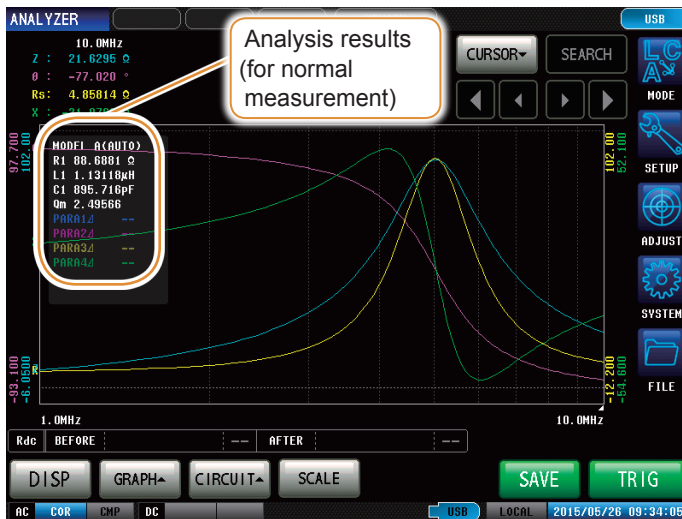 ANALYZER
USB
10.0MHz
Z : 21.6295 Ω
θ : -77.020 °
Rs: 4.85814 Ω
X :
Analysis results
(for normal
measurement)
CURSOR▾
SEARCH
LC
A
MODE
SETUP
ADJUST
SYSTEM
FILE
97.700
102.00
102.00
52.100
MODEL A(AUTO)
R1 88.6881 Ω
L1 1.13118μH
C1 895.716pF
Qm 2.49566
PARA1⊿ --
PARA2⊿ --
PARA3⊿ --
PARA4⊿ --
R
-93.100
-6.0500
-12.200
-54.600
1.0MHz
10.0MHz
Rdc BEFORE -- AFTER --
DISP
GRAPH▴
CIRCUIT▴
SCALE
SAVE
TRIG
AC COR CMP DC USB LOCAL 2015/05/26 09:34:05